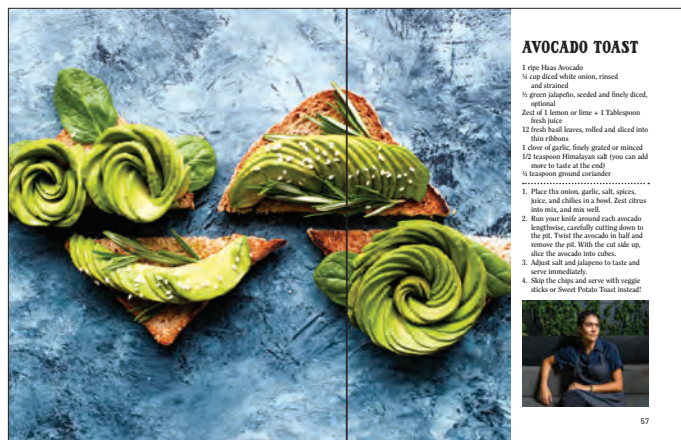 AVOCADO TOAST
1 ripe Haas Avocado
¼ cup diced white onion, rinsed
and strained
½ green jalapeño, seeded and finely diced,
optional
Zest of 1 lemon or lime + 1 Tablespoon
fresh juice
12 fresh basil leaves, rolled and sliced into
thin ribbons
1 clove of garlic, finely grated or minced
1/2 teaspoon Himalayan salt (you can add
more to taste at the end)
¼ teaspoon ground coriander
1. Place thx onion, garlic, salt, spices,
juice, and chilies in a bowl. Zest citrus
into mix, and mix well.
2. Run your knife around each avocado
lengthwise, carefully cutting down to
the pit. Twist the avocado in half and
remove the pit. With the cut side up,
slice the avocado into cubes.
3. Adjust salt and jalapeno to taste and
serve immediately.
4. Skip the chips and serve with veggie
sticks or Sweet Potato Toast instead!
57